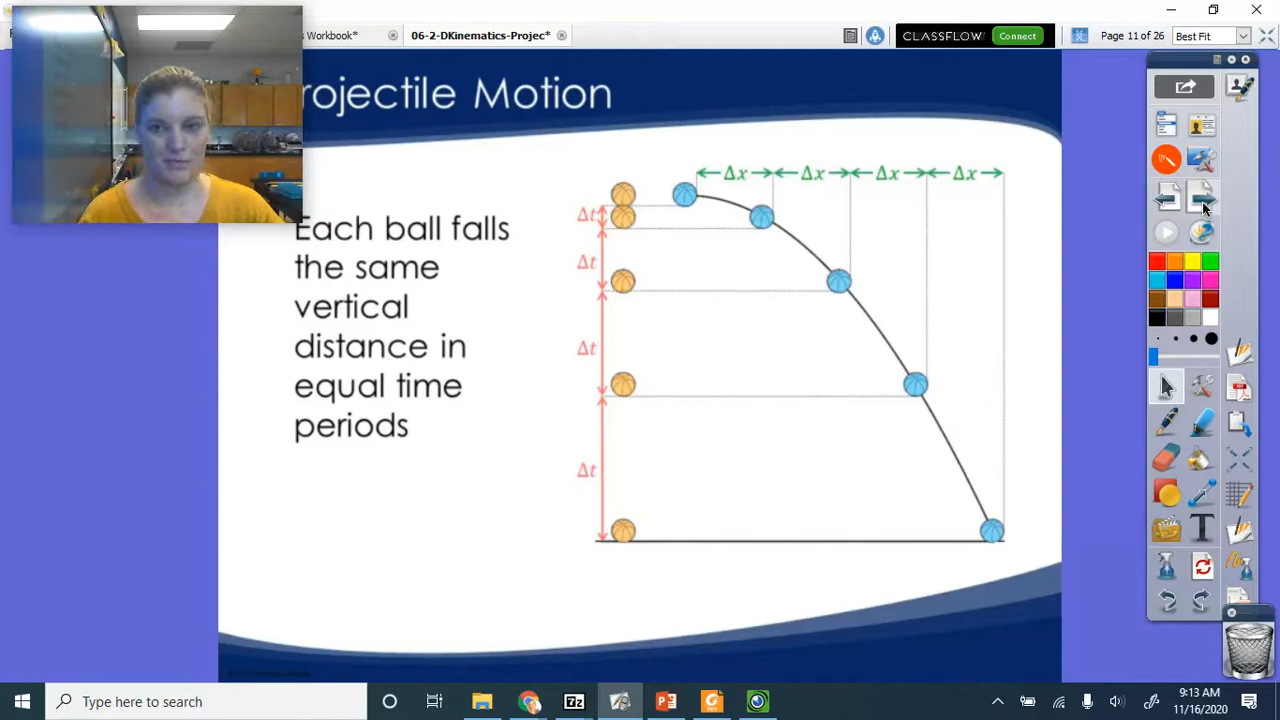 s Workbook*
06-2-DKinematics-Projec*
CLASSFLOW
Connect
Page 11 of 26
Best Fit
rojectile Motion
Each ball falls
the same
vertical
distance in
equal time
periods
Δx Δx Δx Δx
Δt
Δt
Δt
Δt
T
Type here to search
7z
9:13 AM
11/16/2020